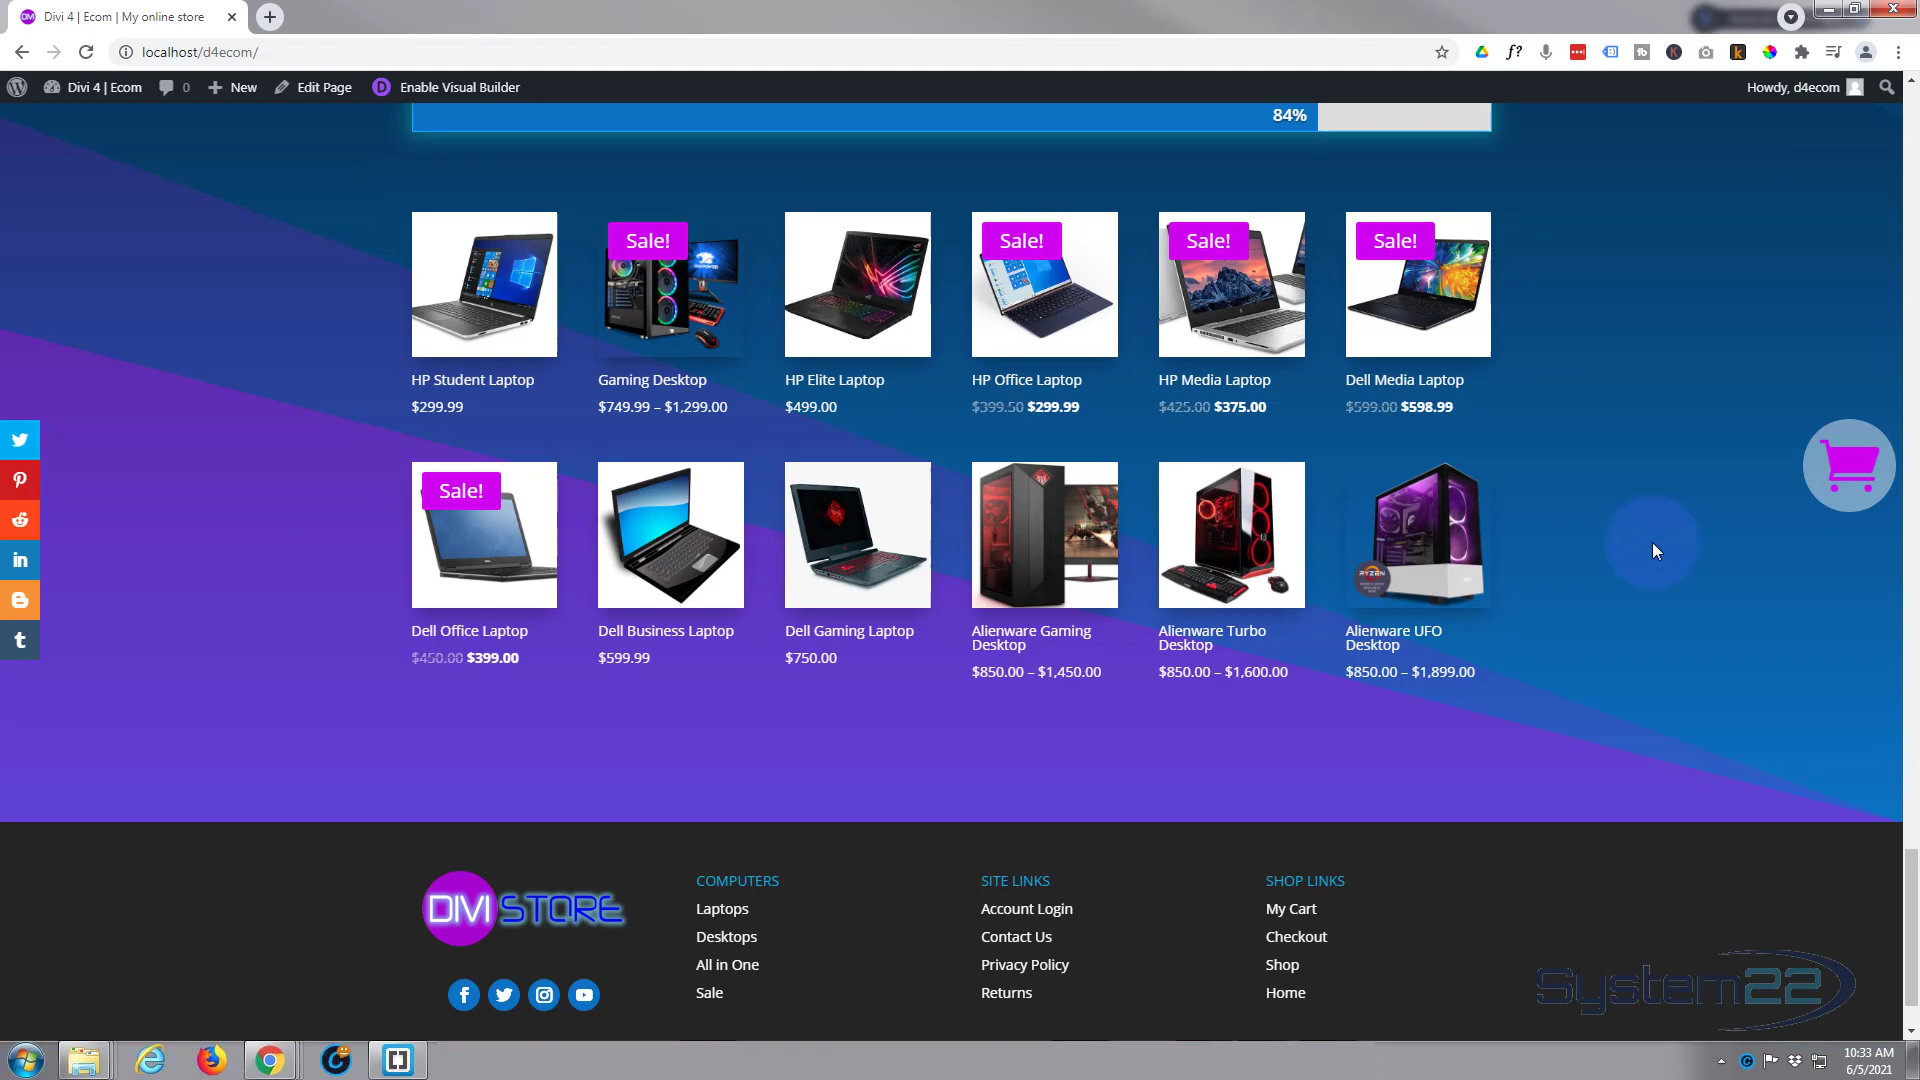 Divi 4 | Ecom | My online store
localhost/d4ecom/
Divi 4 | Ecom
0
New
Edit Page
Enable Visual Builder
Howdy, d4ecom
84%
Sale!
Sale!
Sale!
Sale!
HP Student Laptop
Gaming Desktop
HP Elite Laptop
HP Office Laptop
HP Media Laptop
Dell Media Laptop
$299.99
$749.99 – $1,299.00
$499.00
$399.50 $299.99
$425.00 $375.00
$599.00 $598.99
Sale!
RYZEN
Dell Office Laptop
Dell Business Laptop
Dell Gaming Laptop
Alienware Gaming
Desktop
Alienware Turbo
Desktop
Alienware UFO
Desktop
$450.00 $399.00
$599.99
$750.00
$850.00 – $1,450.00
$850.00 – $1,600.00
$850.00 – $1,899.00
DIVI STORE
COMPUTERS
Laptops
Desktops
All in One
Sale
SITE LINKS
Account Login
Contact Us
Privacy Policy
Returns
SHOP LINKS
My Cart
Checkout
Shop
Home
System22
10:33 AM
6/5/2021